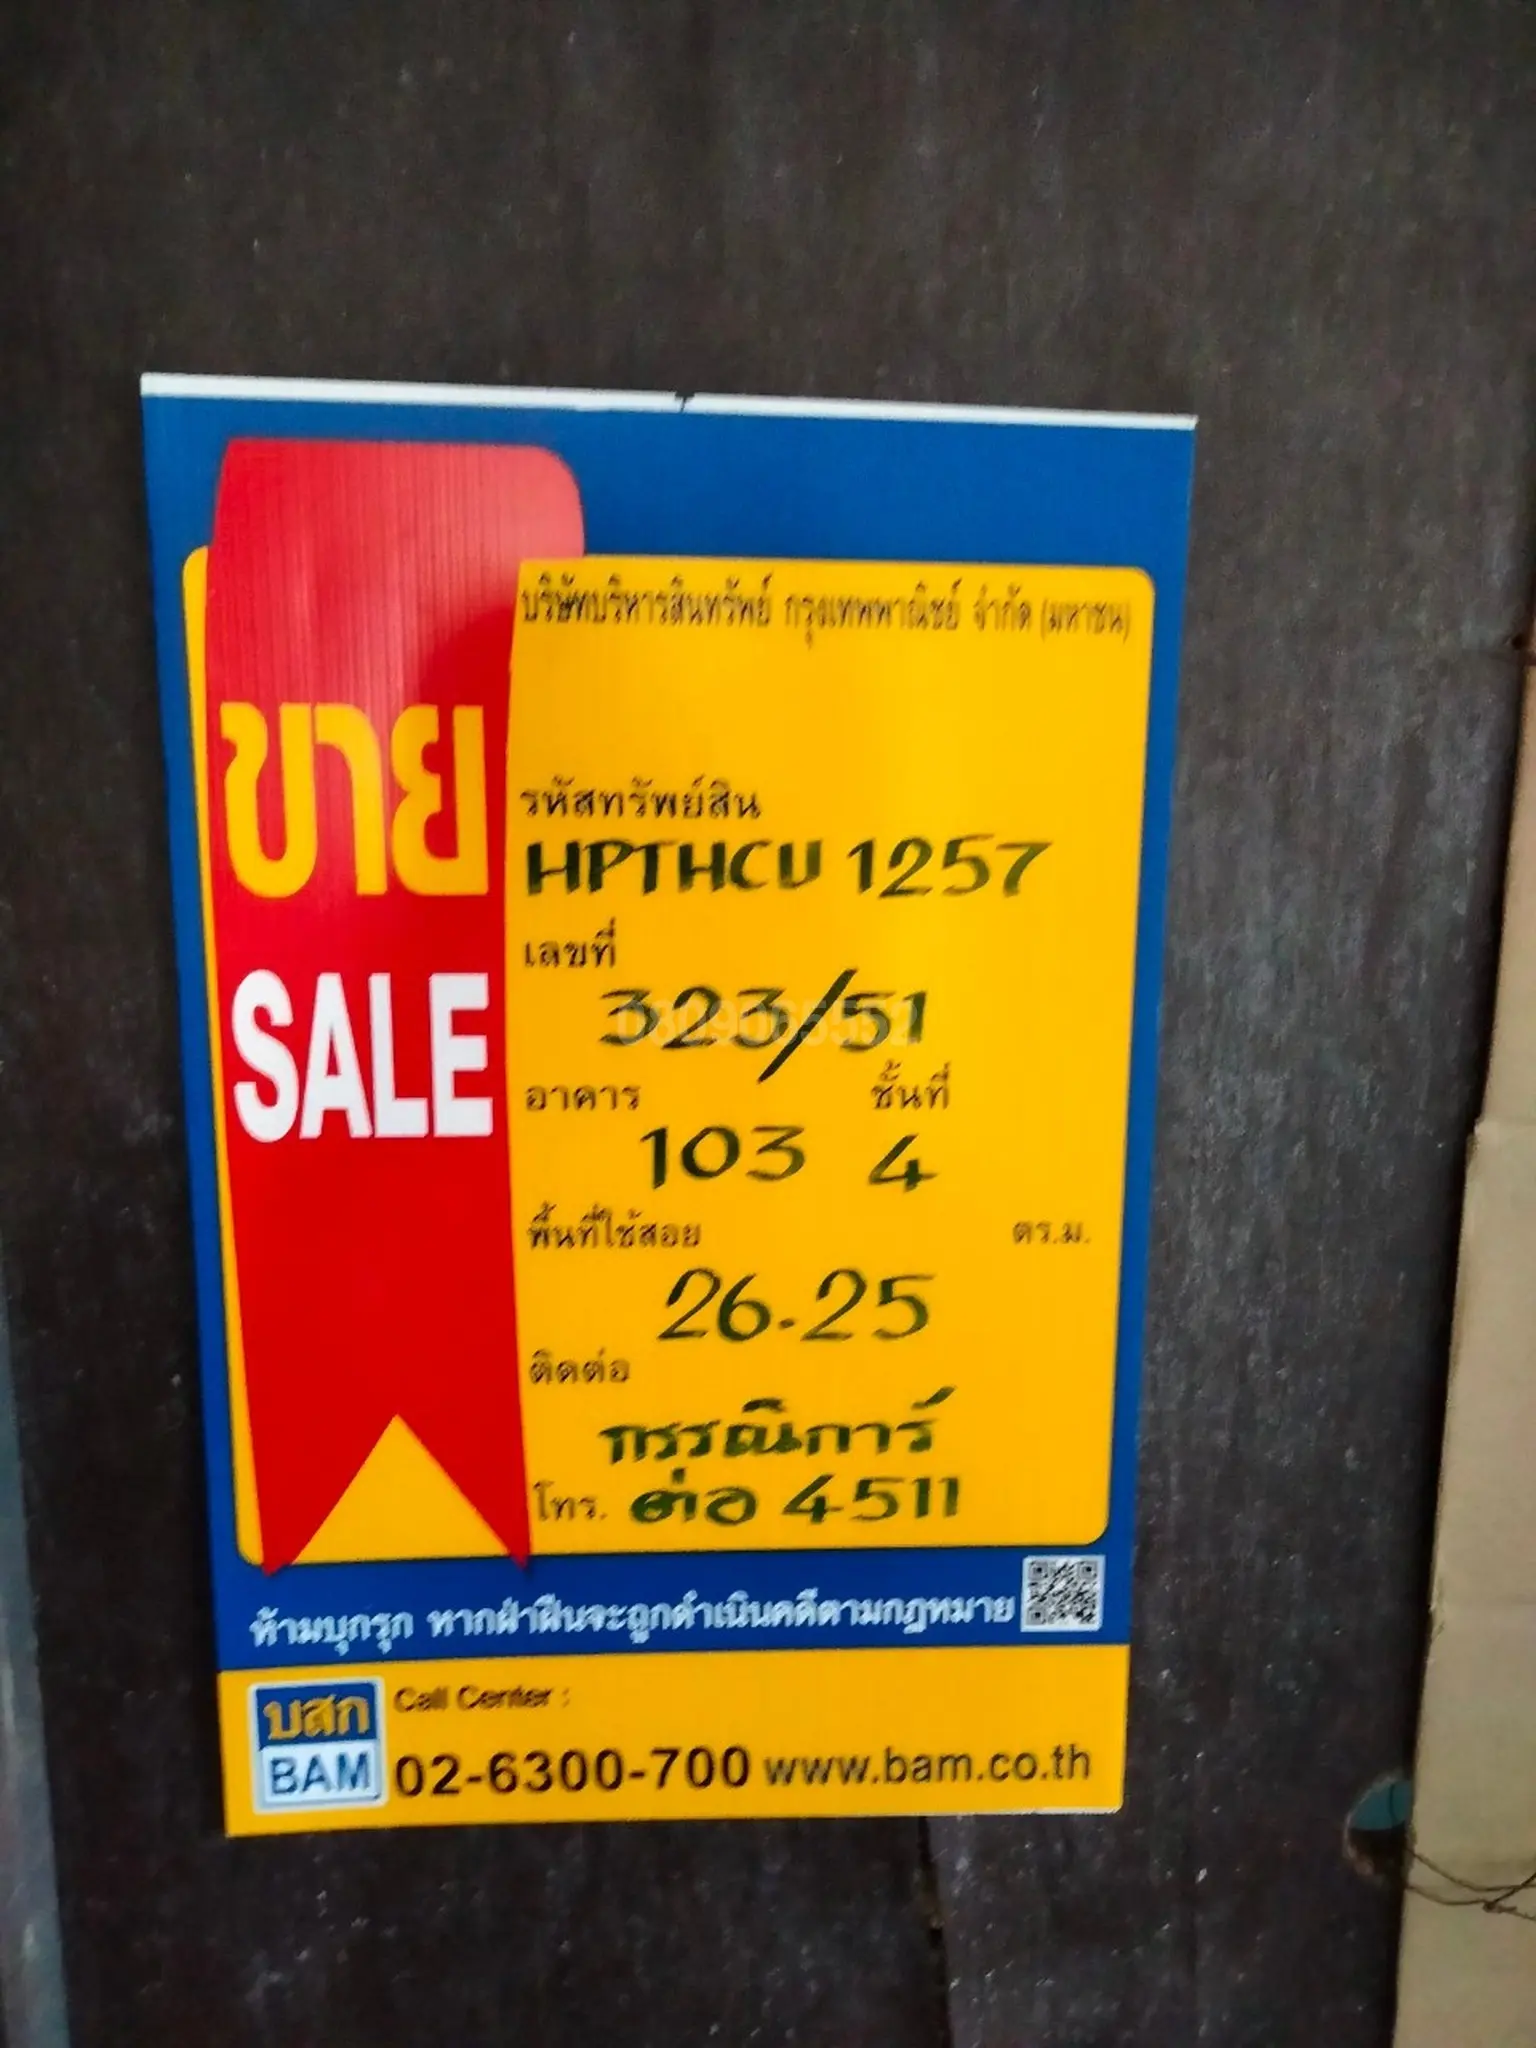 บริษัทบริหารสินทรัพย์ กรุงเทพพาณิชย์ จำกัด (มหาชน)
ขาย
SALE
รหัสทรัพย์สิน
HPTHCU 1257
เลขที่
323/51
อาคาร ชั้นที่
103 4
พื้นที่ใช้สอย ตร.ม.
26.25
ติดต่อ
กรรณิการ์
โทร. ต่อ 4511
ห้ามบุกรุก หากฝ่าฝืนจะถูกดำเนินคดีตามกฎหมาย
บสก
BAM
Call Center :
02-6300-700 www.bam.co.th